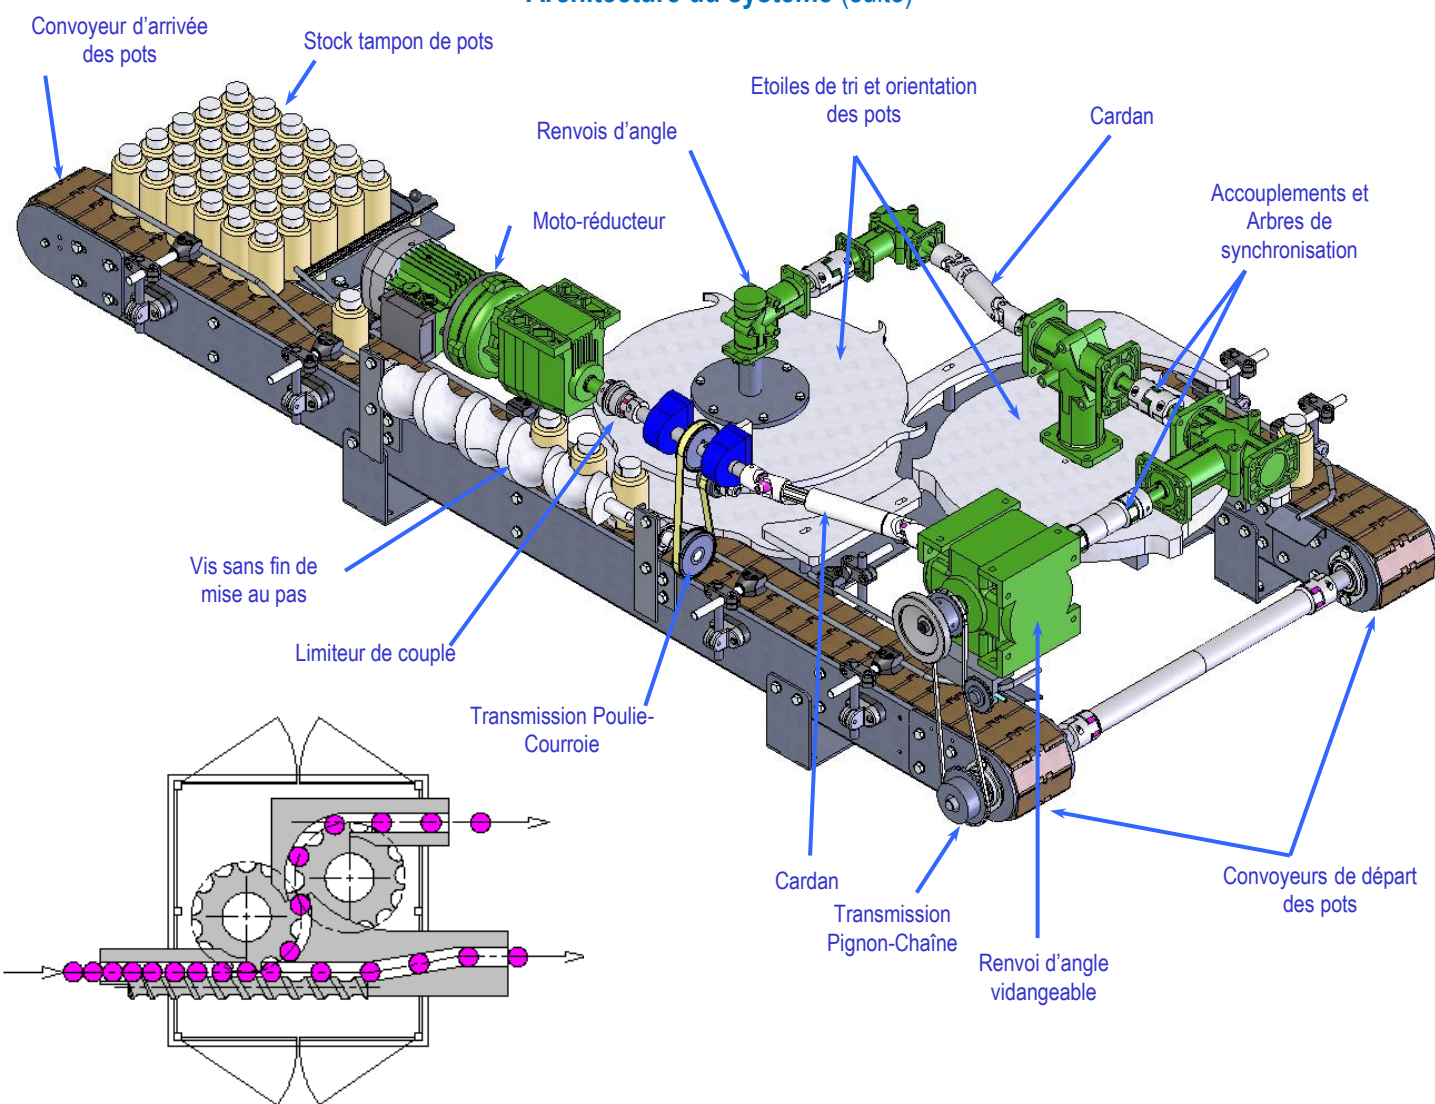 Architecture du système (suite)
Convoyeur d'arrivée
des pots
Stock tampon de pots
Etoiles de tri et orientation
des pots
Renvois d'angle
Cardan
Moto-réducteur
Accouplements et
Arbres de
synchronisation
Vis sans fin de
mise au pas
Limiteur de couple
Transmission Poulie-
Courroie
Cardan
Transmission
Pignon-Chaîne
Renvoi d'angle
vidangeable
Convoyeurs de départ
des pots